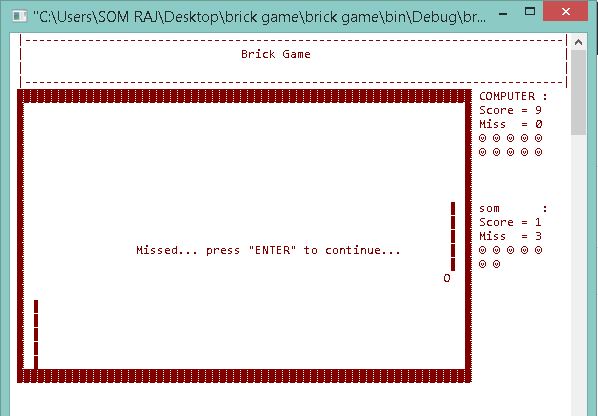 "C:\Users\SOM RAJ\Desktop\brick game\brick game\bin\Debug\br...
Brick Game
COMPUTER :
Score = 9
Miss = 0
som :
Score = 1
Miss = 3
Missed... press "ENTER" to continue...
O